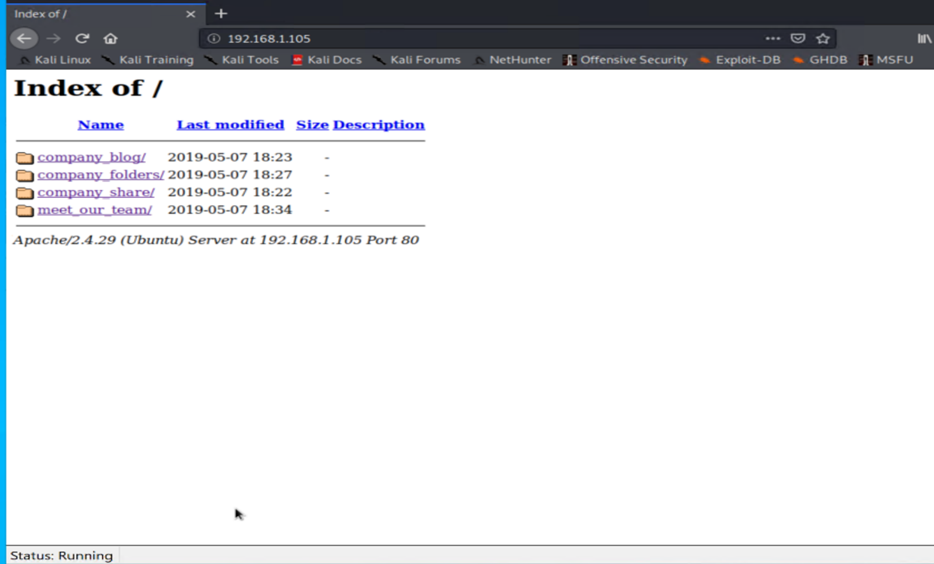 Index of /
192.168.1.105
Kali Linux Kali Training Kali Tools Kali Docs Kali Forums NetHunter Offensive Security Exploit-DB GHDB MSFU
Index of /
Name Last modified Size Description
company_blog/ 2019-05-07 18:23 -
company_folders/ 2019-05-07 18:27 -
company_share/ 2019-05-07 18:22 -
meet_our_team/ 2019-05-07 18:34 -
Apache/2.4.29 (Ubuntu) Server at 192.168.1.105 Port 80
Status: Running